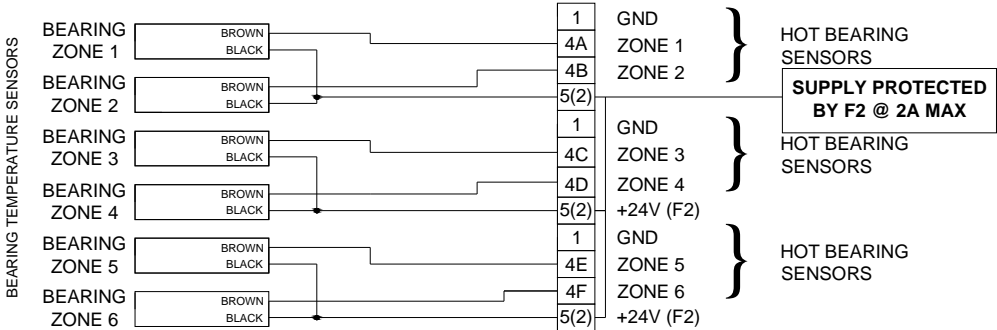 BEARING TEMPERATURE SENSORS
BEARING
ZONE 1
BROWN
BLACK
BEARING
ZONE 2
BROWN
BLACK
BEARING
ZONE 3
BROWN
BLACK
BEARING
ZONE 4
BROWN
BLACK
BEARING
ZONE 5
BROWN
BLACK
BEARING
ZONE 6
BROWN
BLACK
1 GND
4A ZONE 1
4B ZONE 2
5(2)
1 GND
4C ZONE 3
4D ZONE 4
5(2) +24V (F2)
1 GND
4E ZONE 5
4F ZONE 6
5(2) +24V (F2)
HOT BEARING
SENSORS
SUPPLY PROTECTED
BY F2 @ 2A MAX
HOT BEARING
SENSORS
HOT BEARING
SENSORS